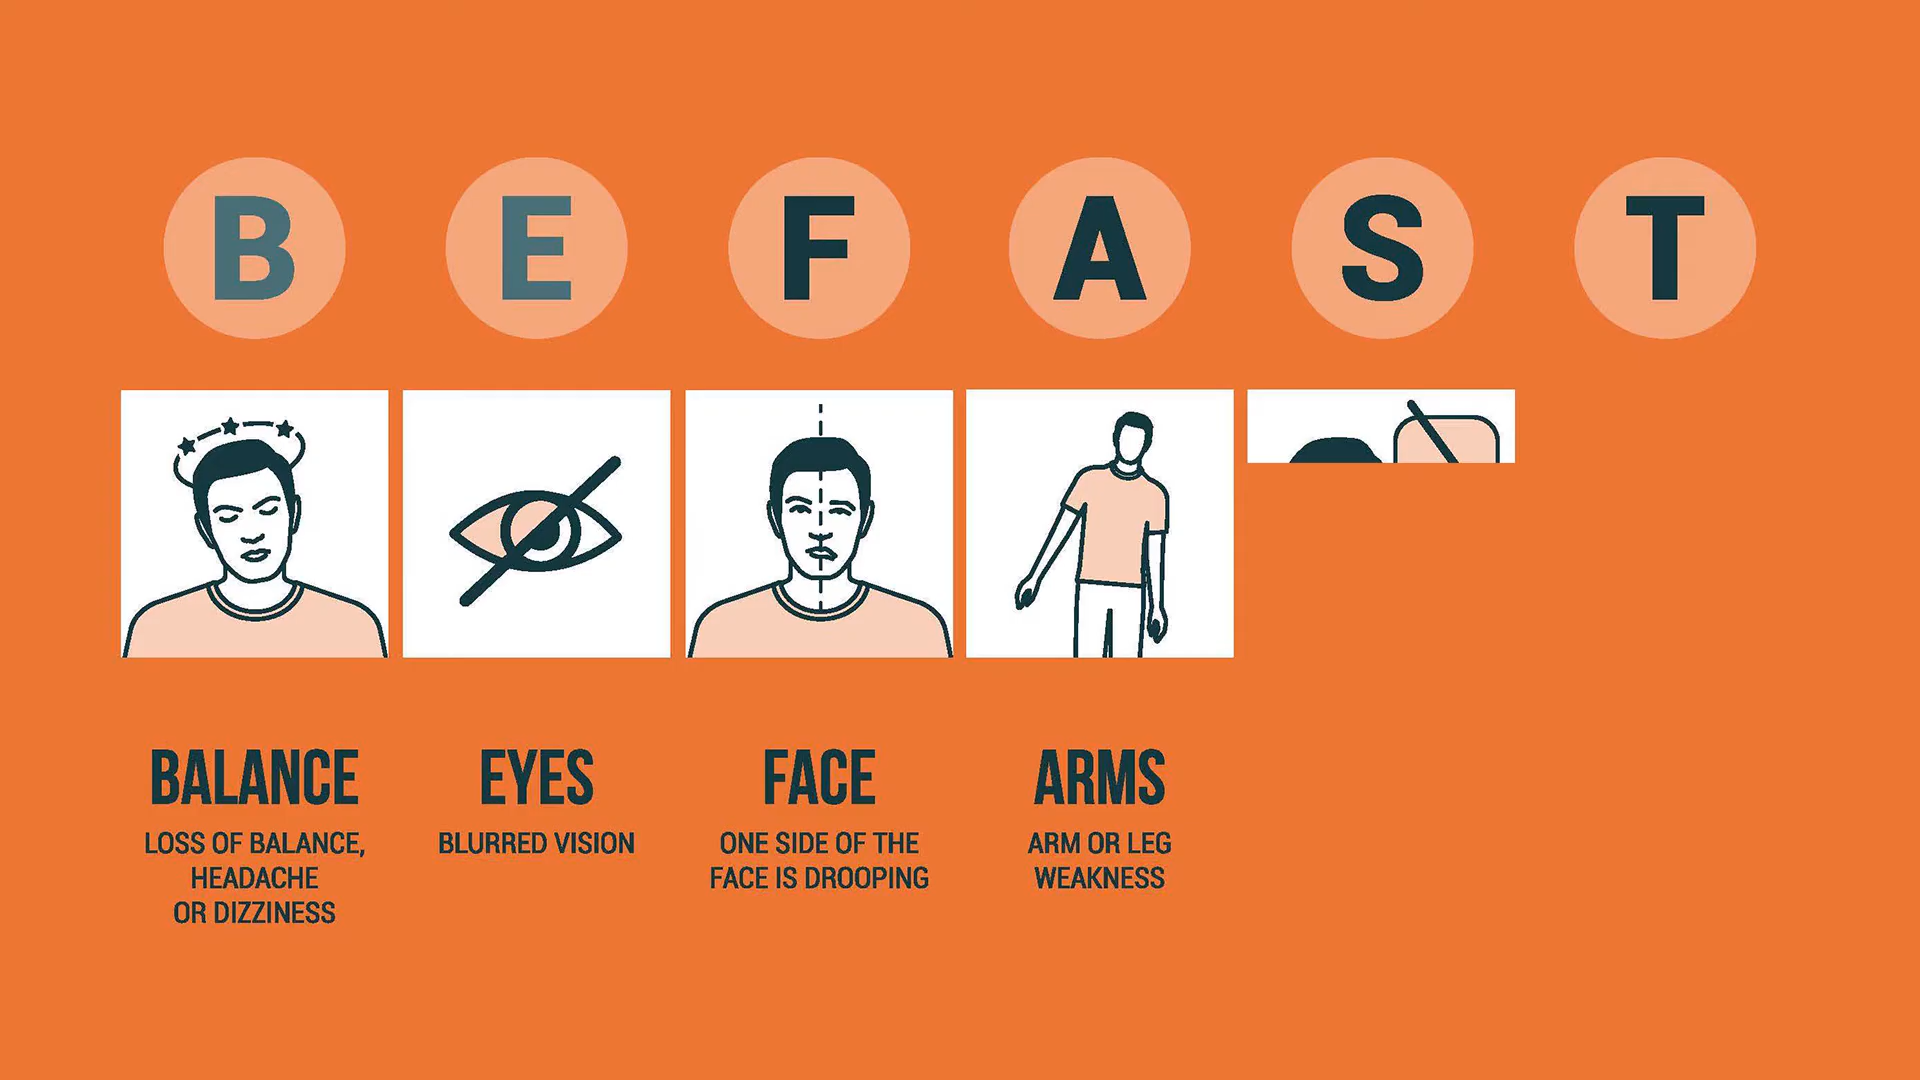 B E F A S T
BALANCE
LOSS OF BALANCE,
HEADACHE
OR DIZZINESS
EYES
BLURRED VISION
FACE
ONE SIDE OF THE
FACE IS DROOPING
ARMS
ARM OR LEG
WEAKNESS